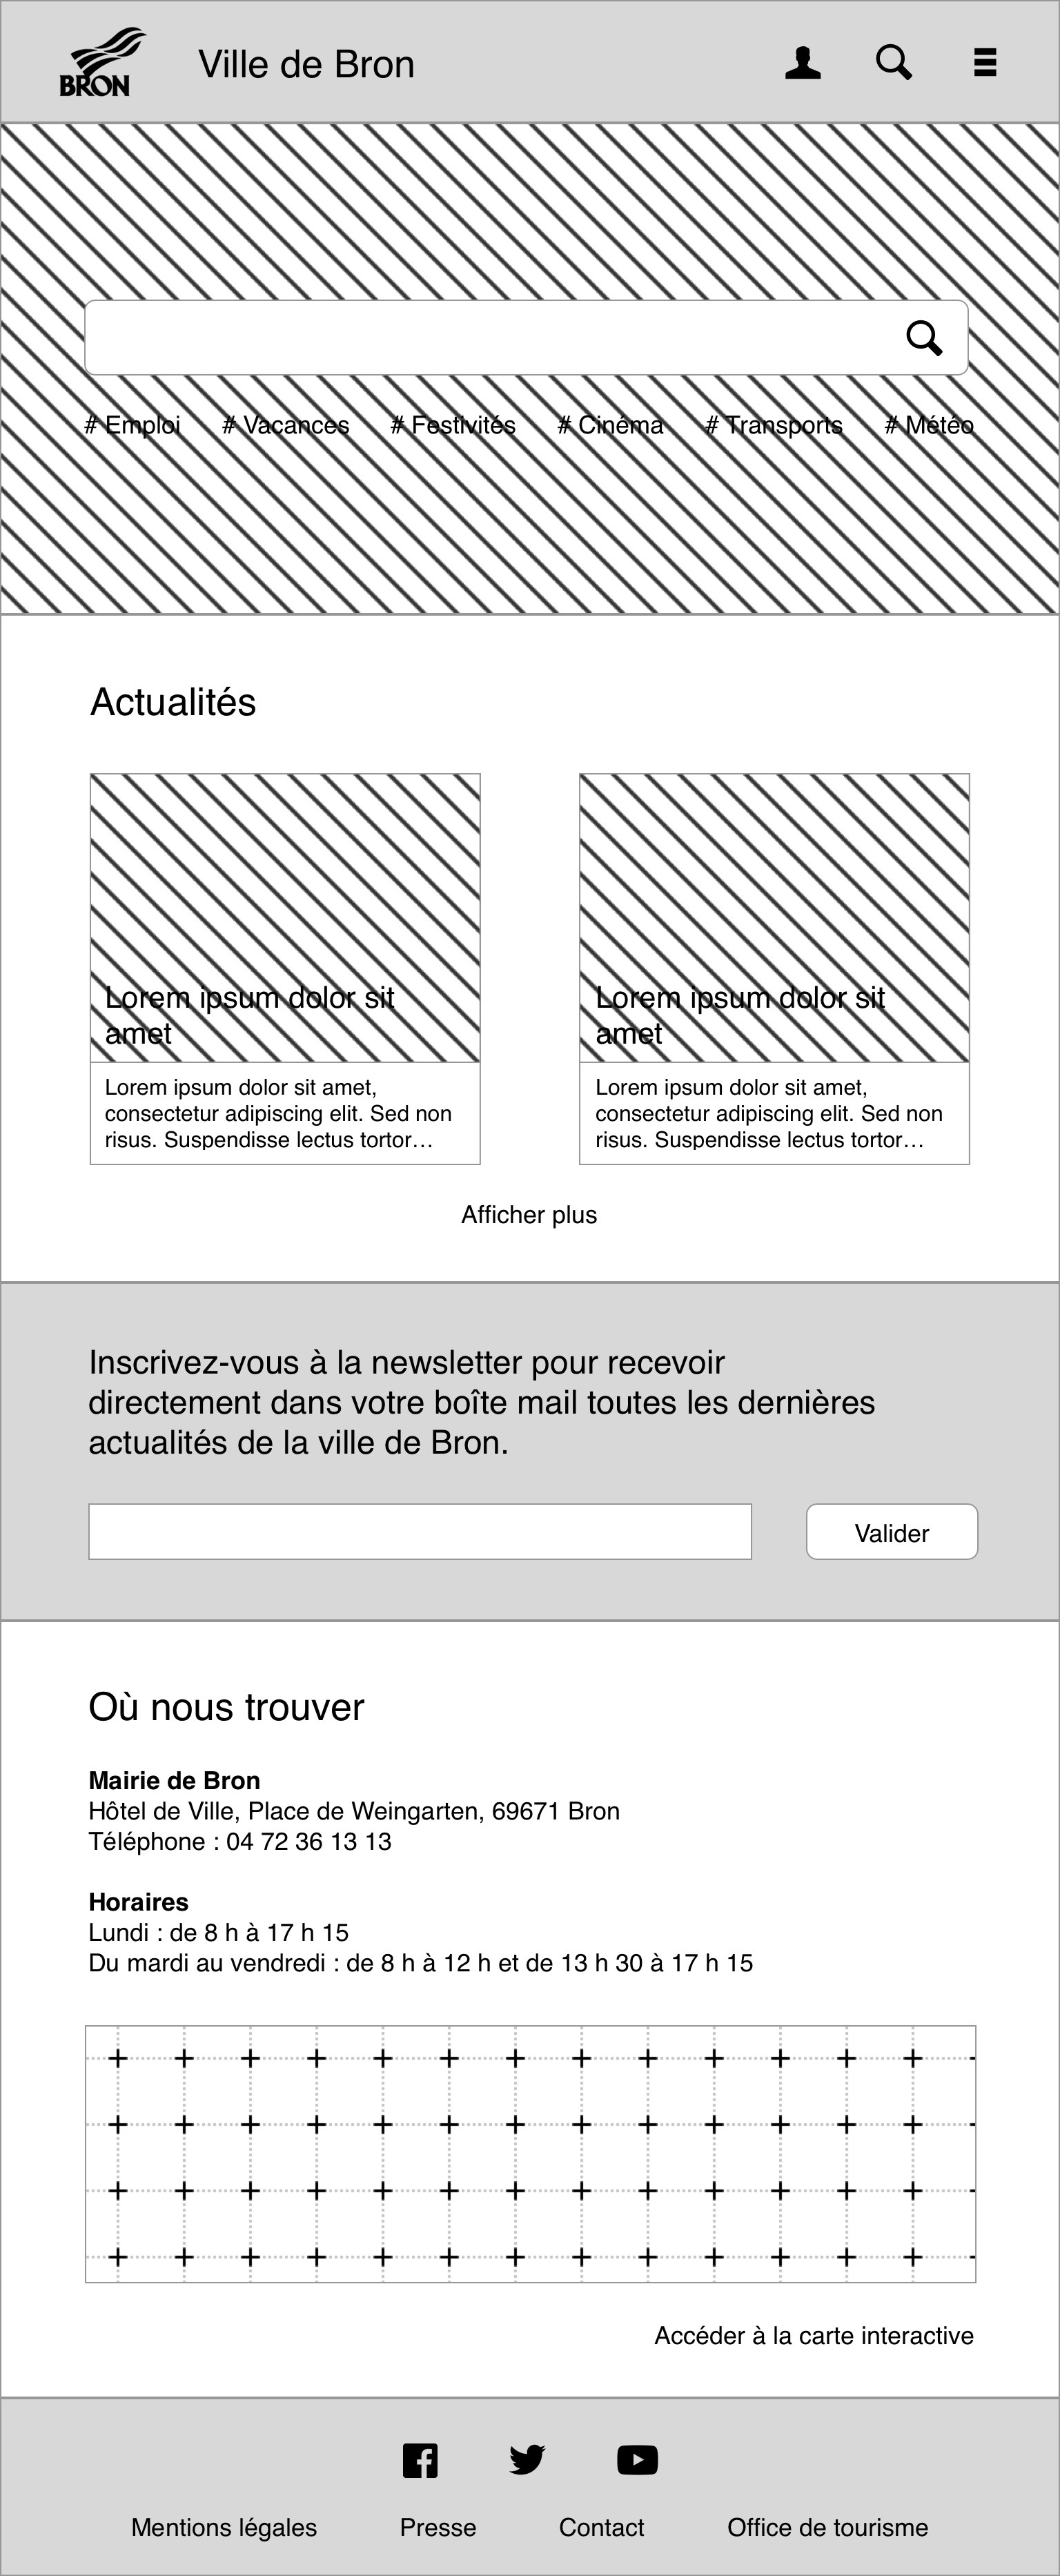 BRON
Ville de Bron
# Emploi # Vacances # Festivités # Cinéma # Transports # Météo
Actualités
Lorem ipsum dolor sit
amet
Lorem ipsum dolor sit amet,
consectetur adipiscing elit. Sed non
risus. Suspendisse lectus tortor…
Lorem ipsum dolor sit
amet
Lorem ipsum dolor sit amet,
consectetur adipiscing elit. Sed non
risus. Suspendisse lectus tortor…
Afficher plus
Inscrivez-vous à la newsletter pour recevoir
directement dans votre boîte mail toutes les dernières
actualités de la ville de Bron.
Valider
Où nous trouver
Mairie de Bron
Hôtel de Ville, Place de Weingarten, 69671 Bron
Téléphone : 04 72 36 13 13
Horaires
Lundi : de 8 h à 17 h 15
Du mardi au vendredi : de 8 h à 12 h et de 13 h 30 à 17 h 15
Accéder à la carte interactive
Mentions légales Presse Contact Office de tourisme